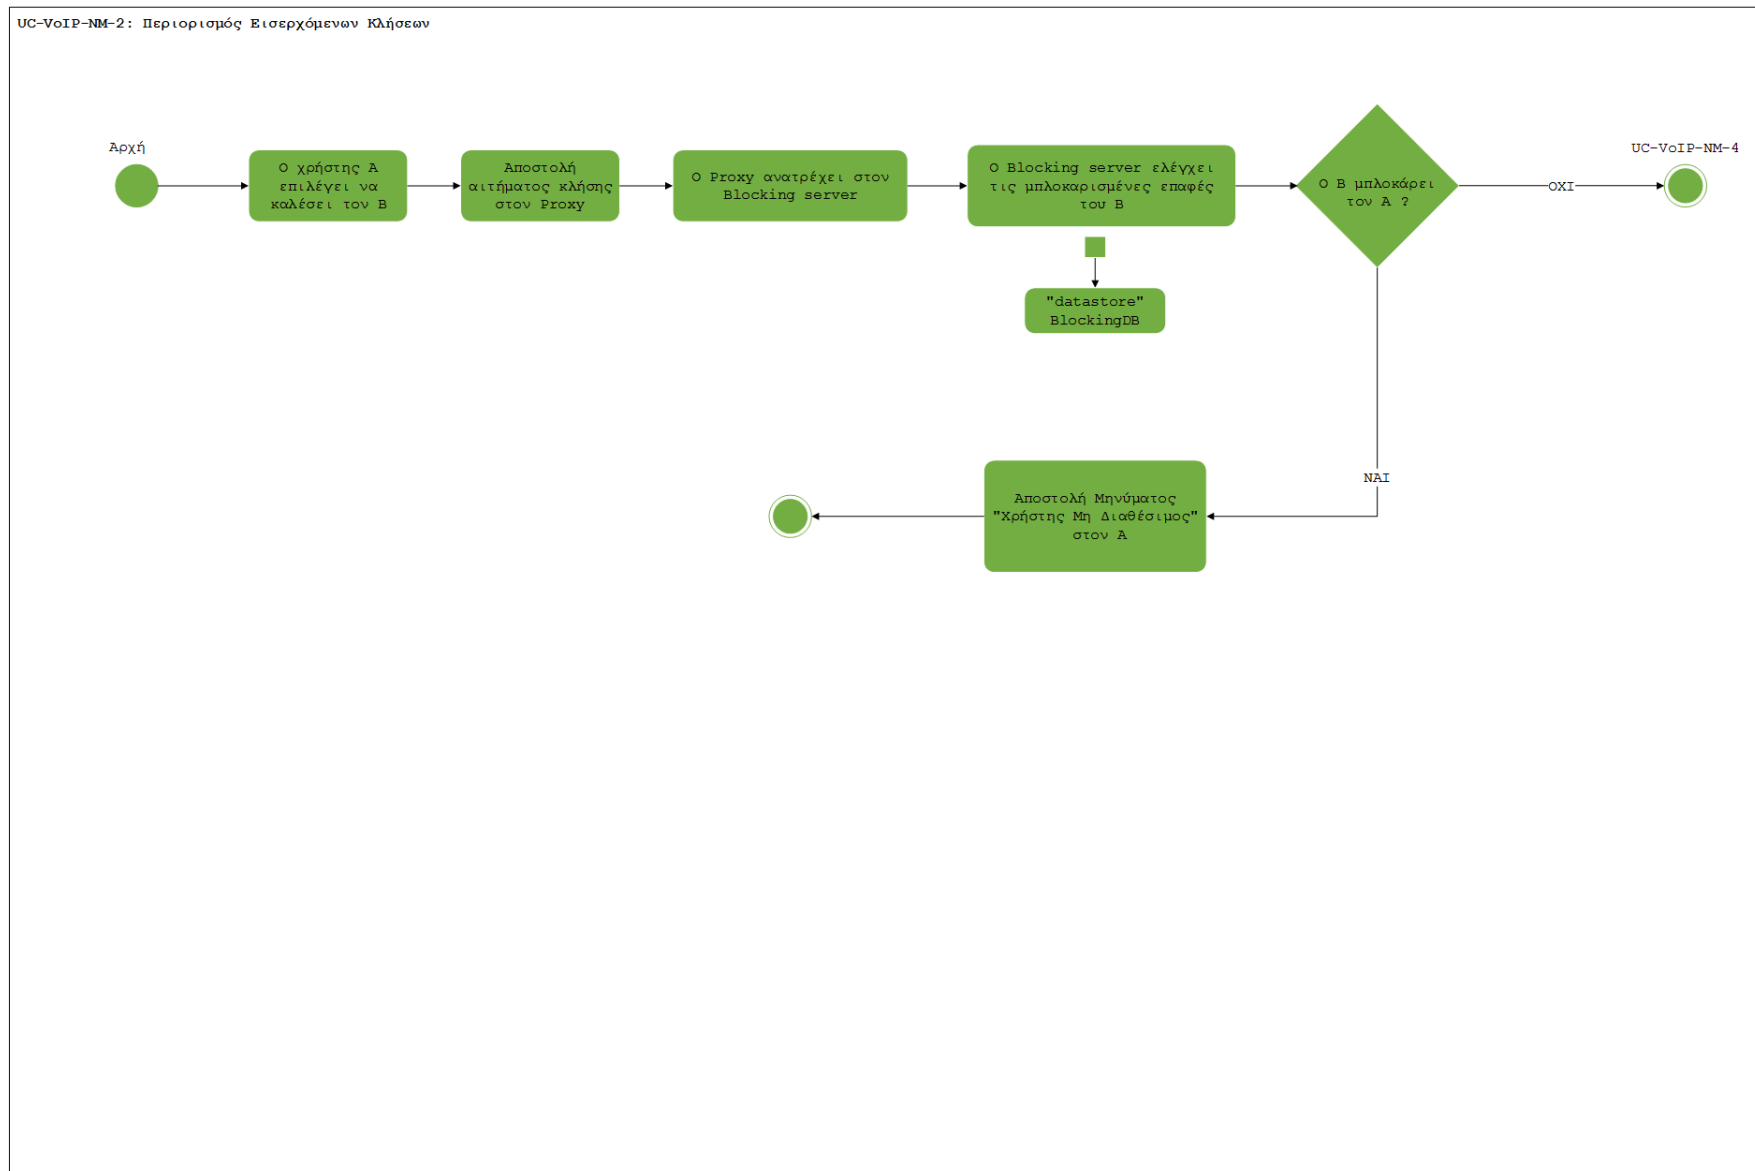 UC-VoIP-NM-2: Περιορισμός Εισερχόμενων Κλήσεων
Αρχή
Ο χρήστης Α
επιλέγει να
καλέσει τον Β
Αποστολή
αιτήματος κλήσης
στον Proxy
Ο Proxy ανατρέχει στον
Blocking server
Ο Blocking server ελέγχει
τις μπλοκαρισμένες επαφές
του Β
"datastore"
BlockingDB
Ο Β μπλοκάρει
τον Α ?
ΟΧΙ
UC-VoIP-NM-4
ΝΑΙ
Αποστολή Μηνύματος
"Χρήστης Μη Διαθέσιμος"
στον Α